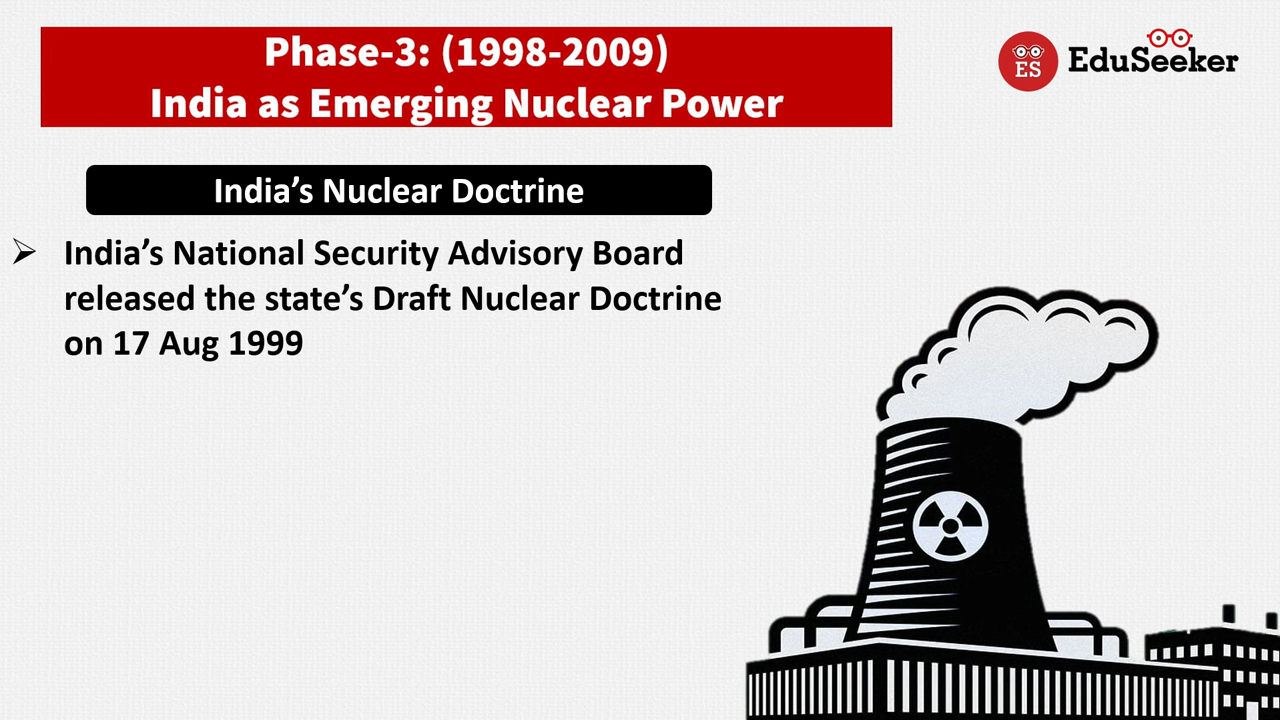 Phase-3: (1998-2009)
India as Emerging Nuclear Power
ES
EduSeeker
India’s Nuclear Doctrine
➢ India’s National Security Advisory Board
released the state’s Draft Nuclear Doctrine
on 17 Aug 1999